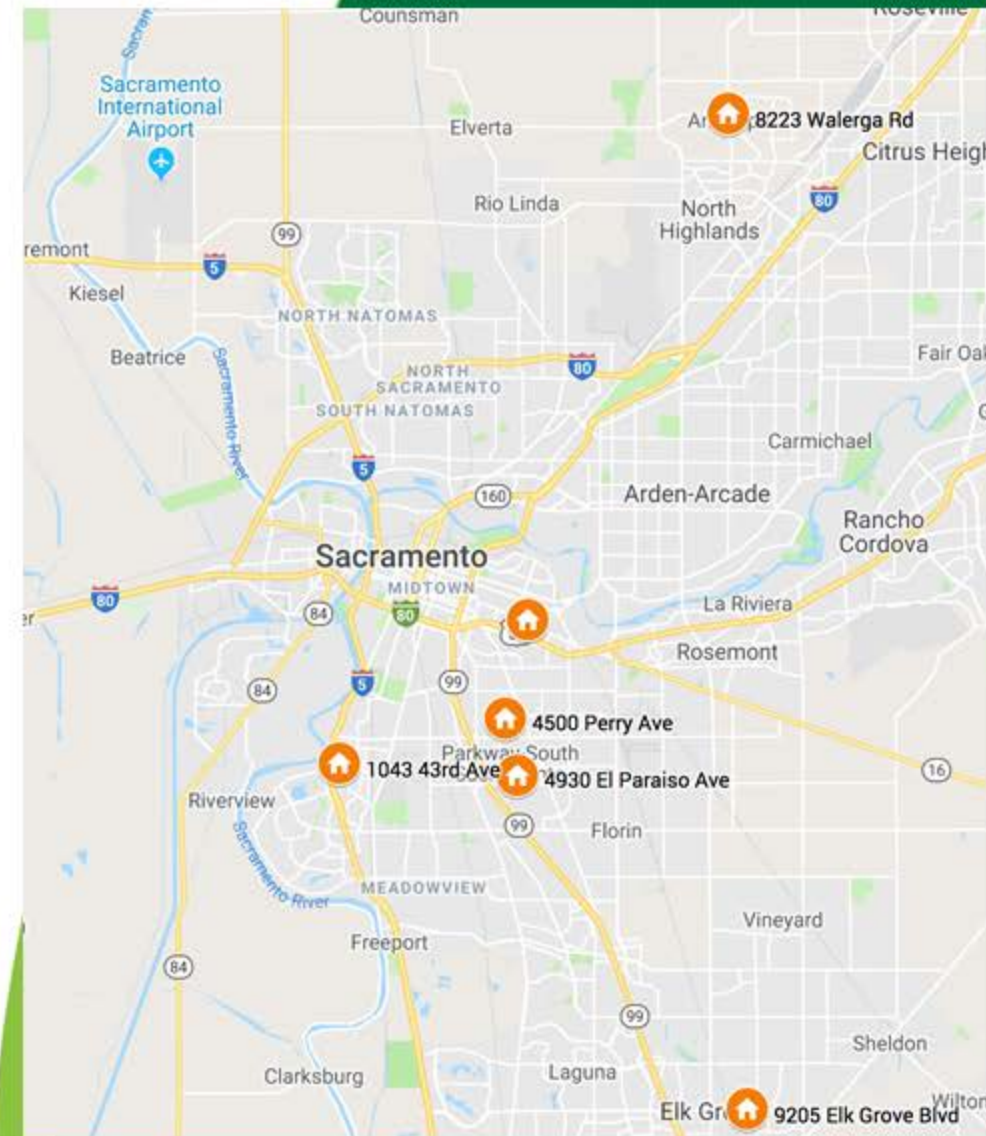 Counsman
Roseville
Sacramento
International
Airport
8223 Walerga Rd
Elverta
Citrus Heigh
Rio Linda
80
North
Highlands
99
remont
5
Kiesel
NORTH NATOMAS
Beatrice
Sacramento River
80
Fair Oak
NORTH
SACRAMENTO
SOUTH NATOMAS
Carmichael
5
160
Arden-Arcade
Rancho
Cordova
Sacramento
MIDTOWN
80
84
80
La Riviera
Rosemont
84
5
99
4500 Perry Ave
Parkway South
1043 43rd Ave
4930 El Paraiso Ave
16
Riverview
99
Florin
Sacramento River
MEADOWVIEW
Vineyard
Freeport
84
99
Sheldon
Clarksburg
Laguna
Elk Gr
9205 Elk Grove Blvd
Wilton